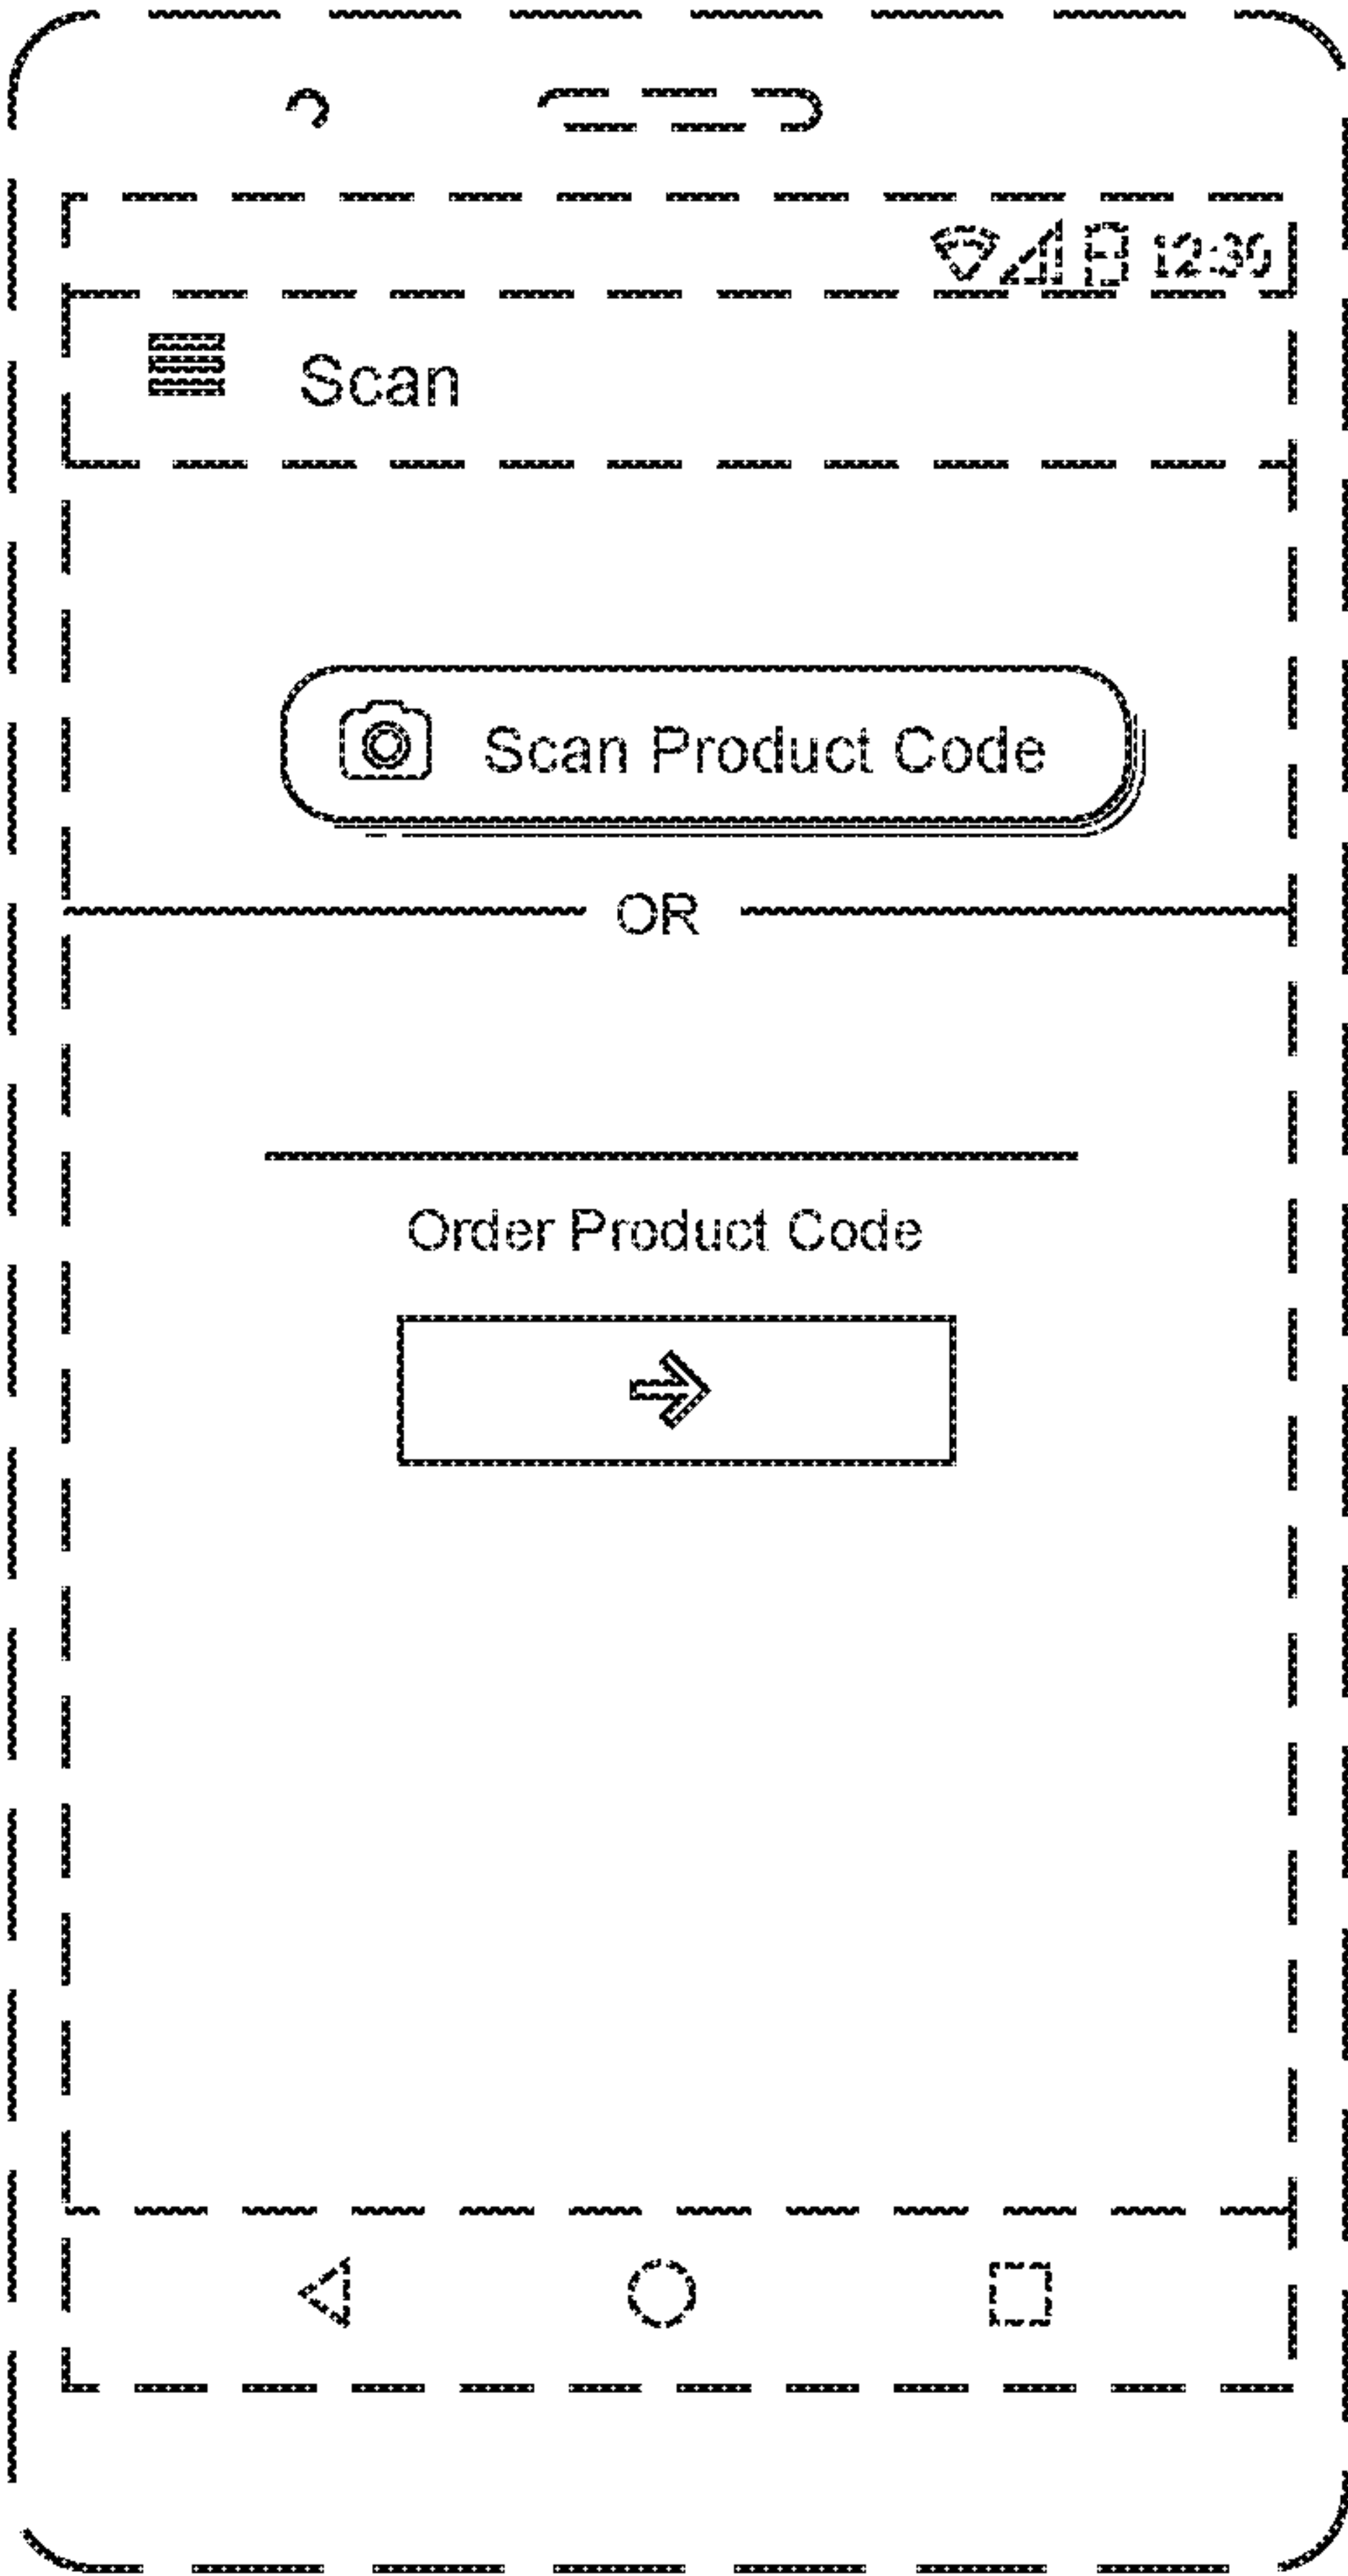 12:30
Scan
Scan Product Code
OR
Order Product Code